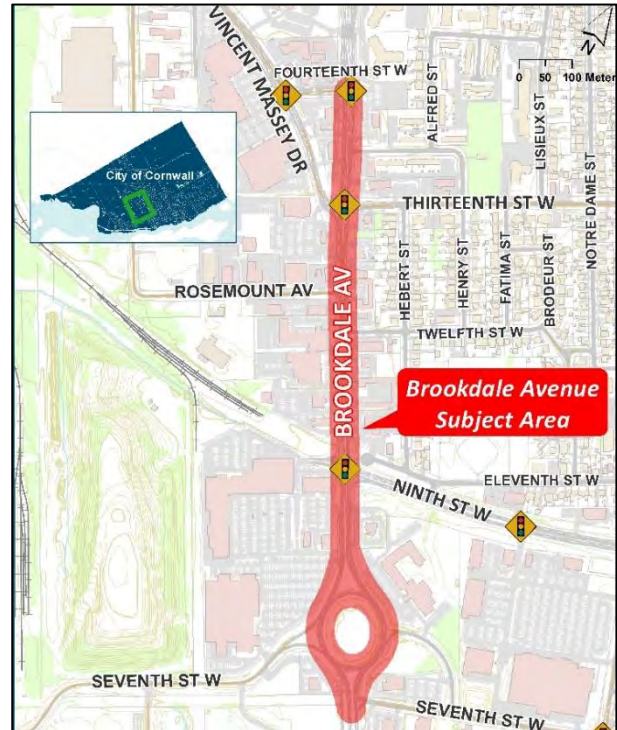 N
0 50 100 Meter
VINCENT MASSEY DR
FOURTEENTH ST W
ALFRED ST
LISIEUX ST
NOTRE DAME ST
City of Cornwall
THIRTEENTH ST W
HEBERT ST
HENRY ST
FATIMA ST
BRODEUR ST
ROSEMOUNT AV
BROOKDALE AV
TWELFTH ST W
Brookdale Avenue
Subject Area
NINTH ST W
ELEVENTH ST W
SEVENTH ST W
SEVENTH ST W